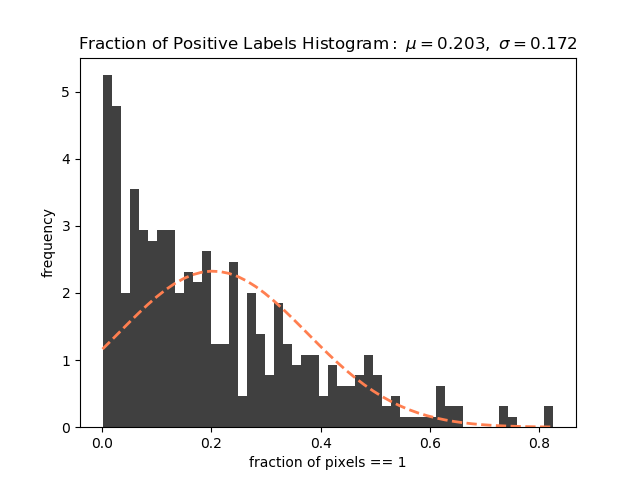 Fraction of Positive Labels Histogram: μ = 0.203, σ = 0.172
frequency
5
4
3
2
1
0
0.0 0.2 0.4 0.6 0.8
fraction of pixels == 1